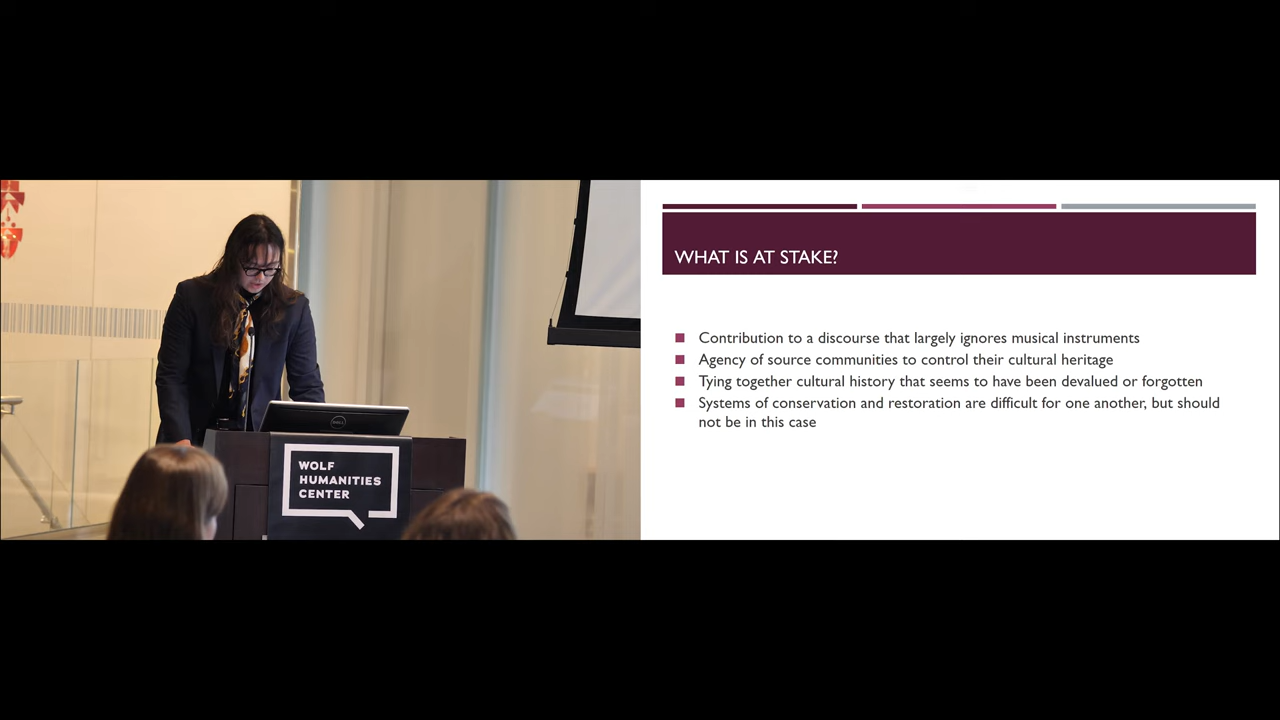 WOLF
HUMANITIES
CENTER
DELL
WHAT IS AT STAKE?
Contribution to a discourse that largely ignores musical instruments
Agency of source communities to control their cultural heritage
Tying together cultural history that seems to have been devalued or forgotten
Systems of conservation and restoration are difficult for one another, but should
not be in this case